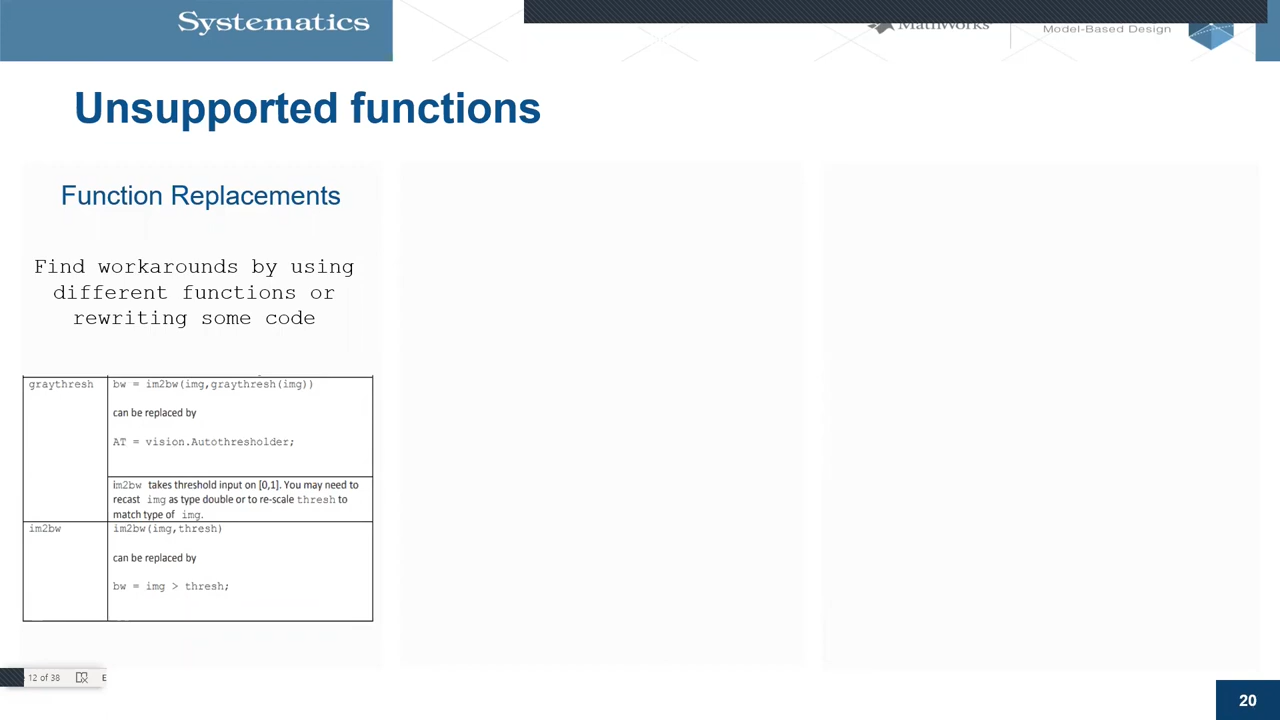 Systematics
MathWorks
Model-Based Design
Unsupported functions
Function Replacements
Find workarounds by using
different functions or
rewriting some code
graythresh
bw = im2bw(img,graythresh(img))
can be replaced by
AT = vision.Autothresholder;
im2bw takes threshold input on [0,1]. You may need to
recast img as type double or to re-scale thresh to
match type of img.
im2bw
im2bw(img,thresh)
can be replaced by
bw = img > thresh;
12 of 38
E
20